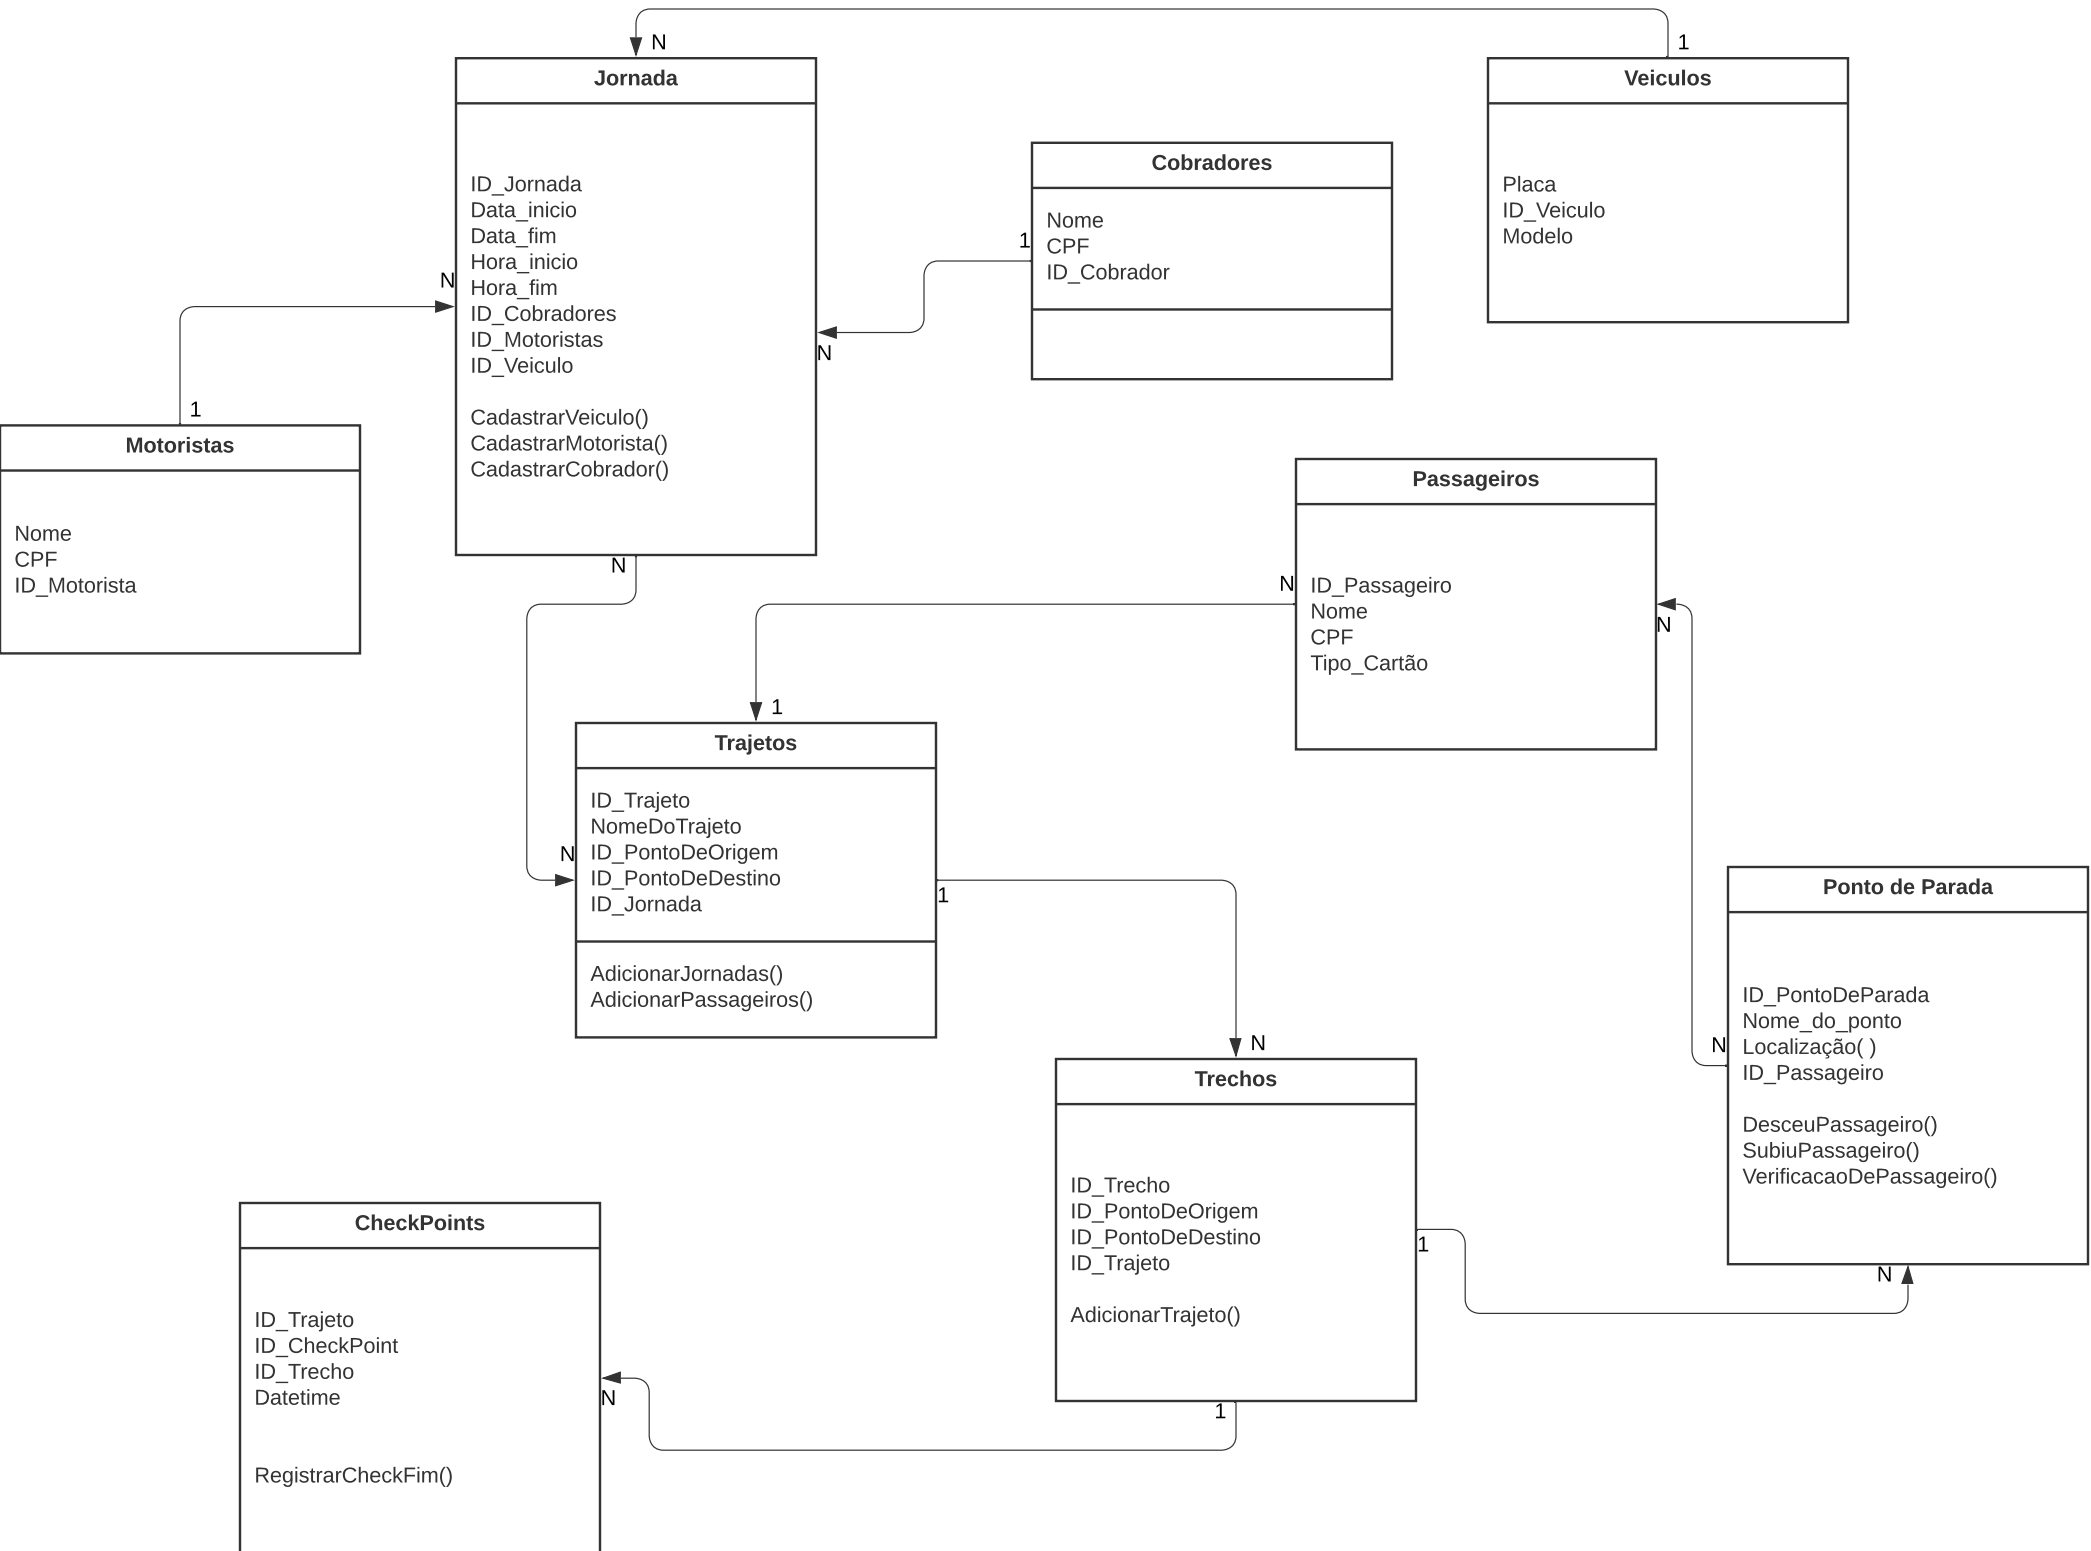 N
1
Jornada
ID_Jornada
Data_inicio
Data_fim
Hora_inicio
Hora_fim
ID_Cobradores
ID_Motoristas
ID_Veiculo
CadastrarVeiculo()
CadastrarMotorista()
CadastrarCobrador()
Veiculos
Placa
ID_Veiculo
Modelo
Cobradores
Nome
CPF
ID_Cobrador
1
N
N
1
Motoristas
Nome
CPF
ID_Motorista
N
Passageiros
ID_Passageiro
Nome
CPF
Tipo_Cartão
N
N
1
Trajetos
ID_Trajeto
NomeDoTrajeto
ID_PontoDeOrigem
ID_PontoDeDestino
ID_Jornada
AdicionarJornadas()
AdicionarPassageiros()
N
1
Ponto de Parada
ID_PontoDeParada
Nome_do_ponto
Localização( )
ID_Passageiro
DesceuPassageiro()
SubiuPassageiro()
VerificacaoDePassageiro()
N
N
N
Trechos
ID_Trecho
ID_PontoDeOrigem
ID_PontoDeDestino
ID_Trajeto
AdicionarTrajeto()
1
1
CheckPoints
ID_Trajeto
ID_CheckPoint
ID_Trecho
Datetime
RegistrarCheckFim()
N